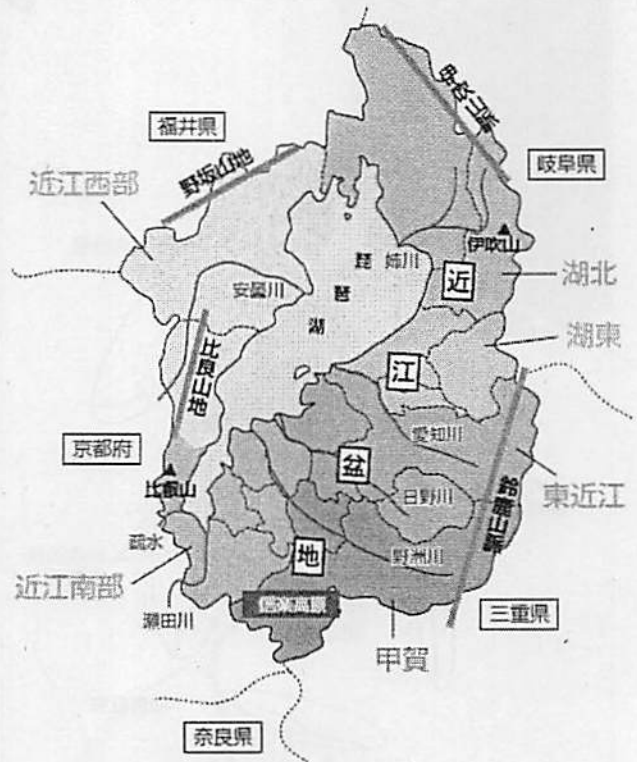 福井県
野坂山地
岐阜県
近江西部
伊吹山
琵琶湖
姉川
近江盆地
湖北
安曇川
湖東
比良山地
愛知川
京都府
比叡山
日野川
鈴鹿山脈
東近江
疏水
野洲川
近江南部
信楽高原
瀬田川
三重県
甲賀
奈良県